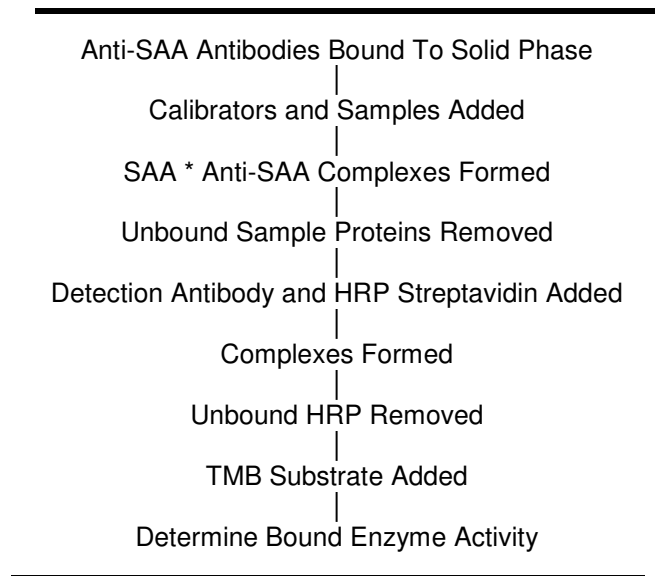 Anti-SAA Antibodies Bound To Solid Phase
Calibrators and Samples Added
SAA * Anti-SAA Complexes Formed
Unbound Sample Proteins Removed
Detection Antibody and HRP Streptavidin Added
Complexes Formed
Unbound HRP Removed
TMB Substrate Added
Determine Bound Enzyme Activity